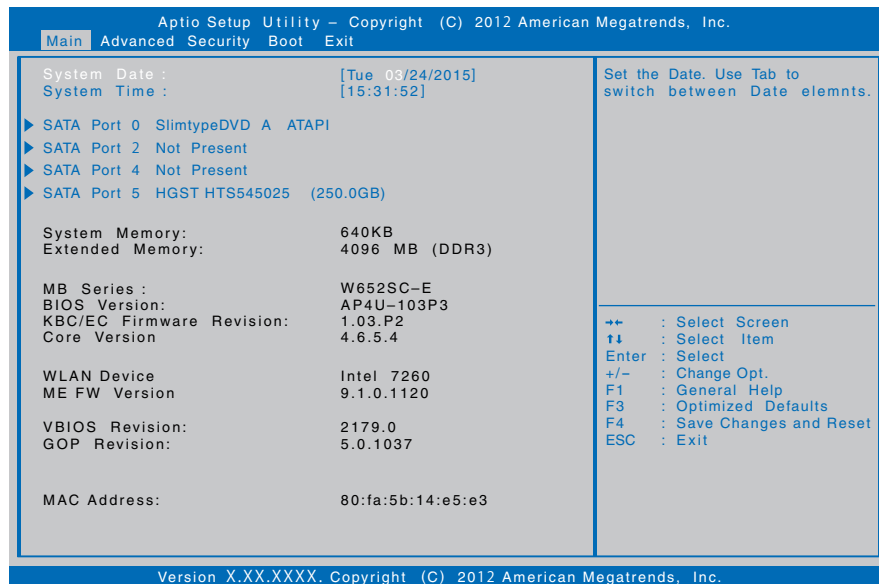 Aptio Setup Utility – Copyright (C) 2012 American Megatrends, Inc.
Main Advanced Security Boot Exit
System Date : [Tue 03/24/2015]
System Time : [15:31:52]
SATA Port 0 SlimtypeDVD A ATAPI
SATA Port 2 Not Present
SATA Port 4 Not Present
SATA Port 5 HGST HTS545025 (250.0GB)
System Memory: 640KB
Extended Memory: 4096 MB (DDR3)
MB Series : W652SC–E
BIOS Version: AP4U–103P3
KBC/EC Firmware Revision: 1.03.P2
Core Version 4.6.5.4
WLAN Device Intel 7260
ME FW Version 9.1.0.1120
VBIOS Revision: 2179.0
GOP Revision: 5.0.1037
MAC Address: 80:fa:5b:14:e5:e3
Set the Date. Use Tab to
switch between Date elemnts.
→← : Select Screen
↑↓ : Select Item
Enter : Select
+/– : Change Opt.
F1 : General Help
F3 : Optimized Defaults
F4 : Save Changes and Reset
ESC : Exit
Version X.XX.XXXX. Copyright (C) 2012 American Megatrends, Inc.